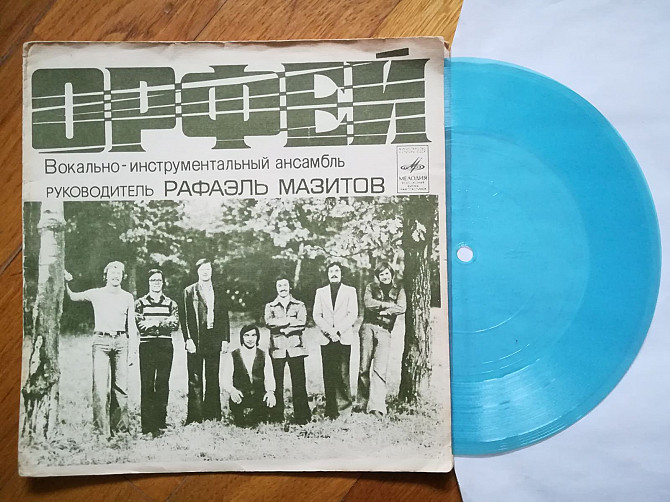 ОРФЕЙ
Вокально-инструментальный ансамбль
РУКОВОДИТЕЛЬ РАФАЭЛЬ МАЗИТОВ
МЕЛОДИЯ